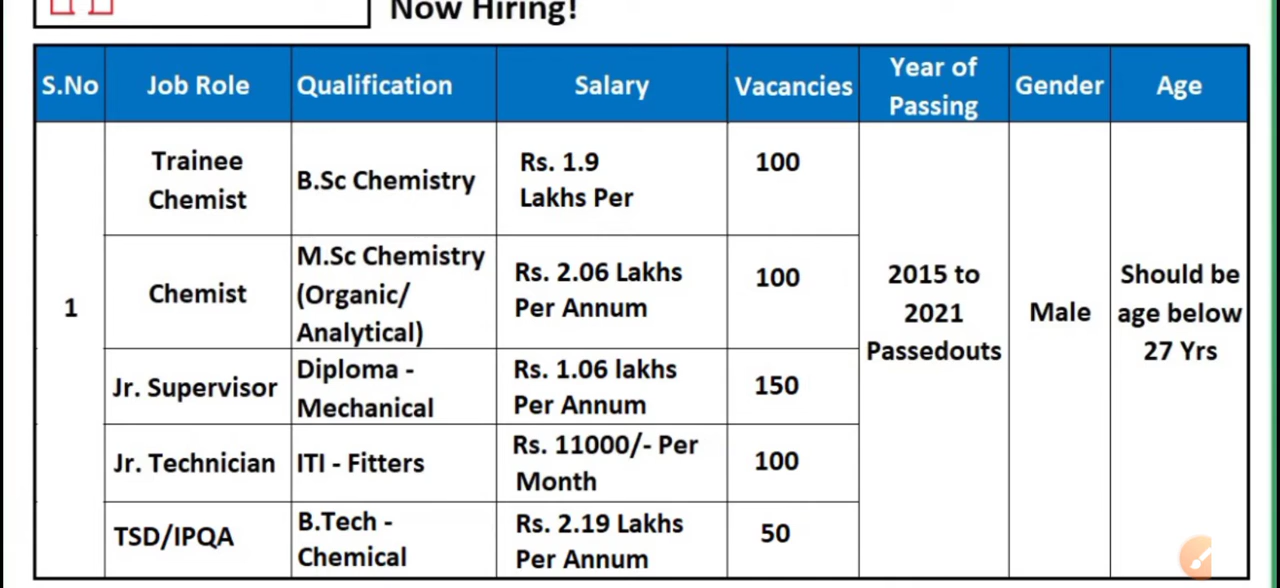 Now Hiring!
S.No
Job Role
Qualification
Salary
Vacancies
Year of
Passing
Gender
Age
1
Trainee
Chemist
B.Sc Chemistry
Rs. 1.9
Lakhs Per
100
Chemist
M.Sc Chemistry
(Organic/
Analytical)
Rs. 2.06 Lakhs
Per Annum
100
Jr. Supervisor
Diploma -
Mechanical
Rs. 1.06 lakhs
Per Annum
150
Jr. Technician
ITI - Fitters
Rs. 11000/- Per
Month
100
TSD/IPQA
B.Tech -
Chemical
Rs. 2.19 Lakhs
Per Annum
50
2015 to
2021
Passedouts
Male
Should be
age below
27 Yrs